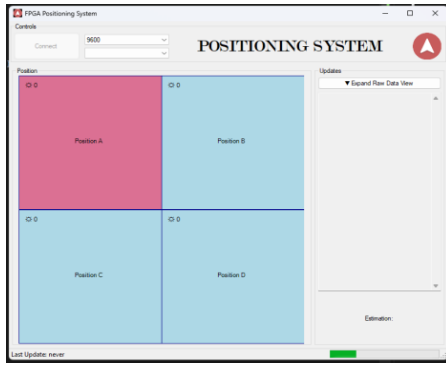 FPGA Positioning System
Controls
Connect
9600
POSITIONING SYSTEM
Position
Updates
0
0
▼ Expand Raw Data View
Position A
Position B
0
0
Position C
Position D
Estimation:
Last Update: never